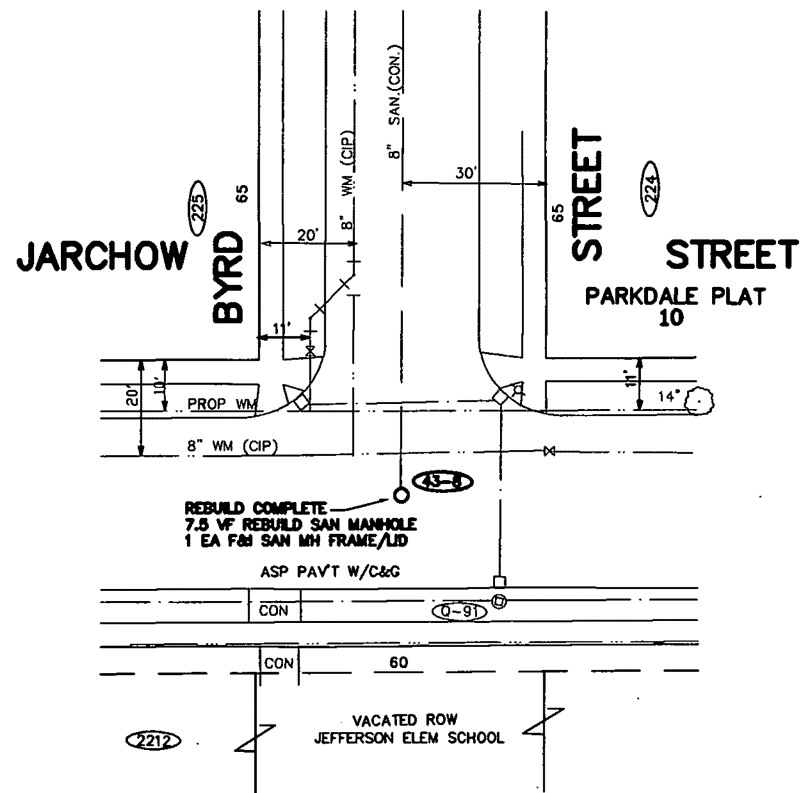 8" SAN.(CON.)
8" WM (CIP)
30'
225
65
65
224
20'
JARCHOW
BYRD
STREET
STREET
PARKDALE PLAT
10
11'
20'
10'
11'
14"
PROP WM
8" WM (CIP)
43-8
REBUILD COMPLETE
7.5 VF REBUILD SAN MANHOLE
1 EA F&I SAN MH FRAME/LID
ASP PAV'T W/C&G
CON
Q-91
CON
60
VACATED ROW
JEFFERSON ELEM SCHOOL
2212